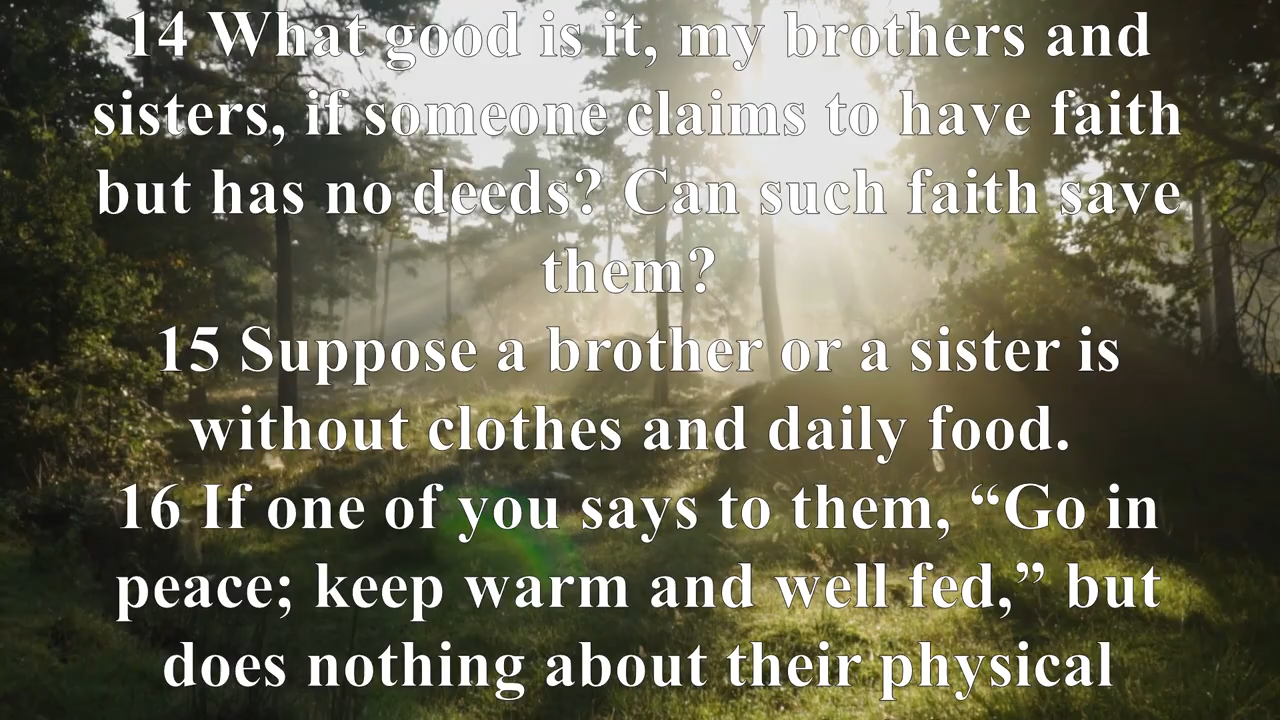 14 What good is it, my brothers and
sisters, if someone claims to have faith
but has no deeds? Can such faith save
them?
15 Suppose a brother or a sister is
without clothes and daily food.
16 If one of you says to them, “Go in
peace; keep warm and well fed,” but
does nothing about their physical